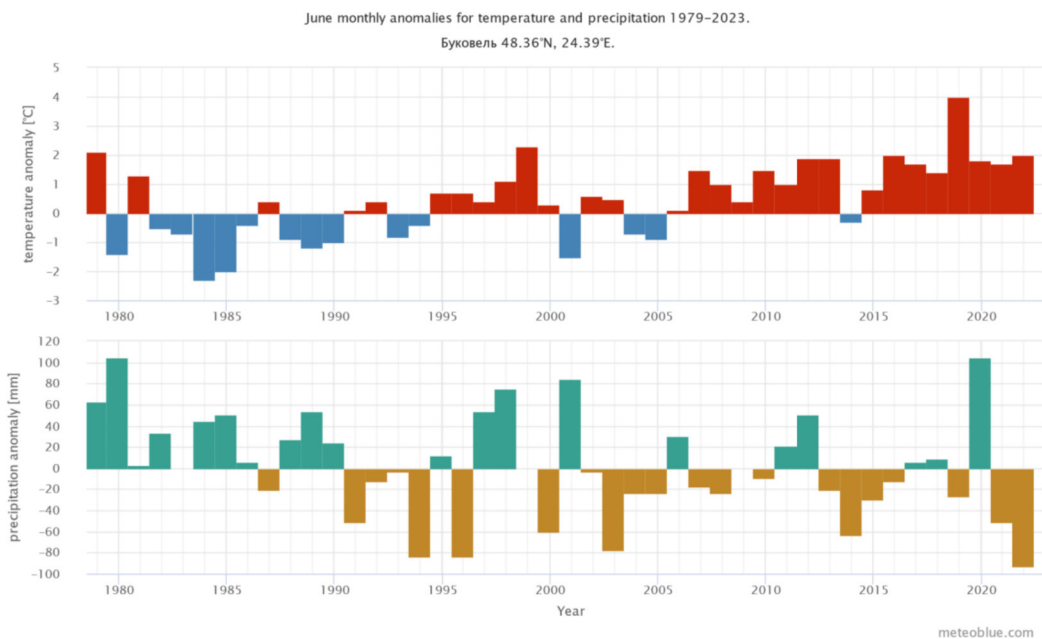 June monthly anomalies for temperature and precipitation 1979–2023.
Буковель 48.36°N, 24.39°E.
temperature anomaly [°C]
5
4
3
2
1
0
-1
-2
-3
1980 1985 1990 1995 2000 2005 2010 2015 2020
precipitation anomaly [mm]
120
100
80
60
40
20
0
-20
-40
-60
-80
-100
1980 1985 1990 1995 2000 2005 2010 2015 2020
Year
meteoblue.com